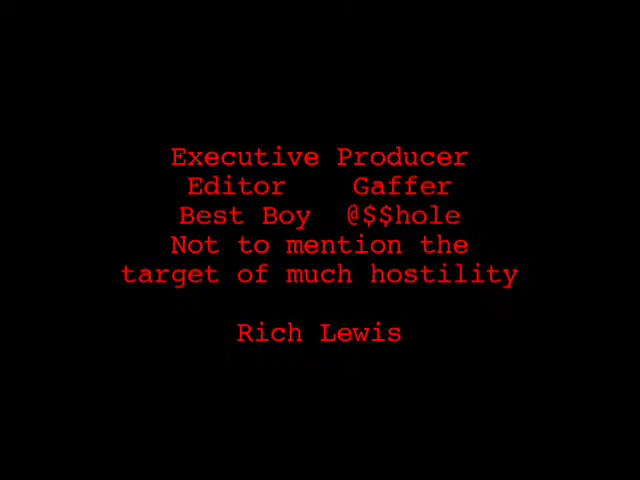 Executive Producer
Editor    Gaffer
Best Boy  @$$hole
Not to mention the
target of much hostility
Rich Lewis